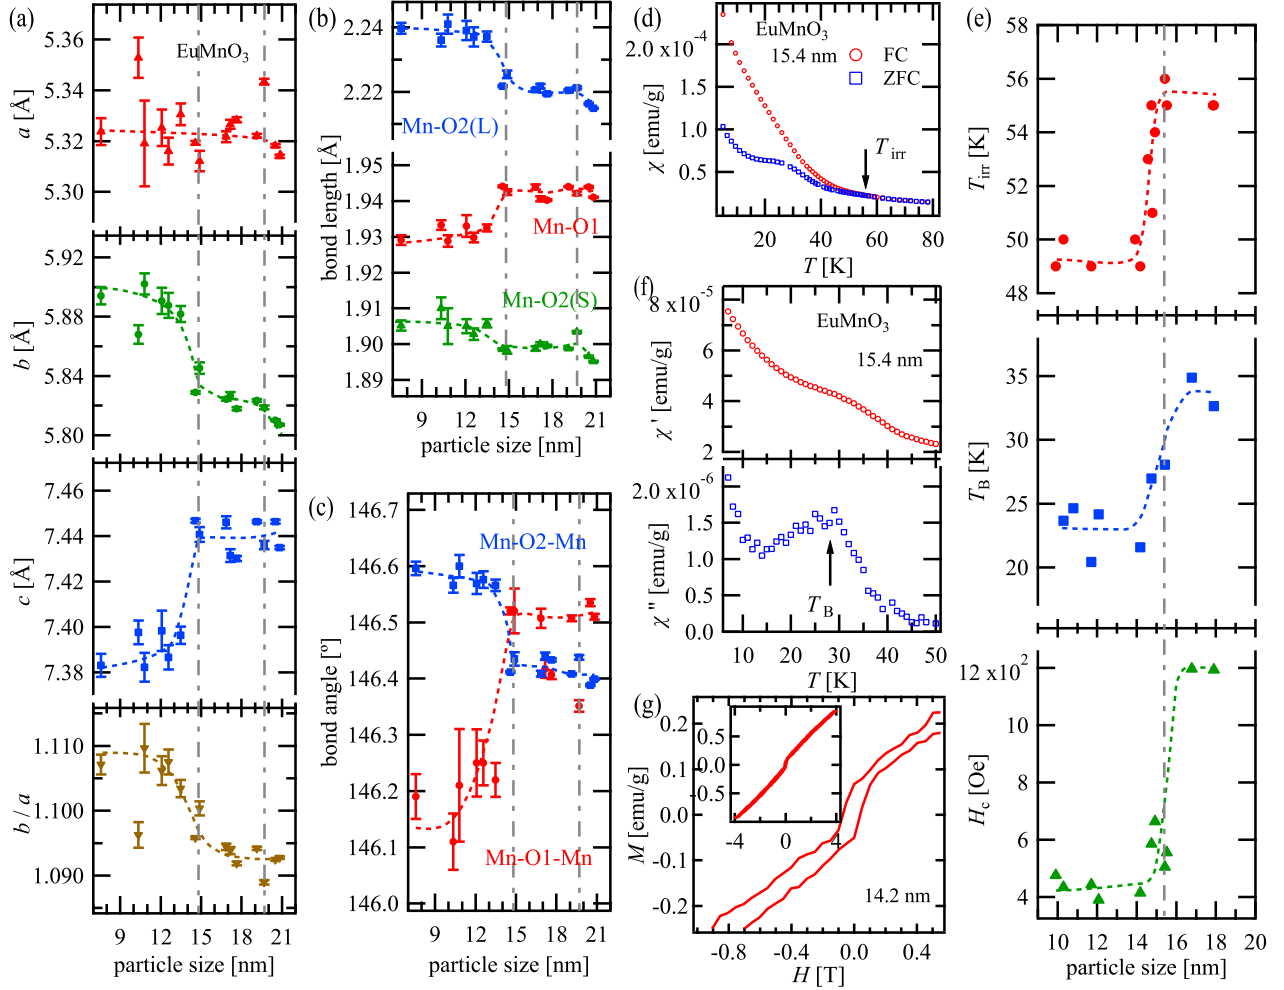 (a)
5.36
5.34
5.32
5.30
a [Å]
EuMnO3
5.92
5.88
5.84
5.80
b [Å]
7.46
7.44
7.42
7.40
7.38
c [Å]
1.110
1.100
1.090
b / a
9
12
15
18
21
particle size [nm]
(b)
2.24
2.22
Mn-O2(L)
1.95
1.94
1.93
1.92
Mn-O1
1.91
1.90
1.89
Mn-O2(S)
bond length [Å]
9
12
15
18
21
particle size [nm]
(c)
146.7
146.6
146.5
146.4
146.3
146.2
146.1
146.0
bond angle [º]
Mn-O2-Mn
Mn-O1-Mn
9
12
15
18
21
particle size [nm]
(d)
2.0 x10-4
1.0
0.0
χ [emu/g]
EuMnO3
15.4 nm
FC
ZFC
Tirr
20
40
60
80
T [K]
(f)
8 x10-5
6
4
2
χ ' [emu/g]
EuMnO3
15.4 nm
2.0 x10-6
1.5
1.0
0.5
0.0
χ " [emu/g]
TB
10
20
30
40
50
T [K]
(g)
0.2
0.1
0.0
-0.1
-0.2
M [emu/g]
0.5
0.0
-0.5
-4
0
4
14.2 nm
-0.8
-0.4
0.0
0.4
H [T]
(e)
58
56
54
52
50
48
Tirr [K]
35
30
25
20
TB [K]
12 x102
10
8
6
4
Hc [Oe]
10
12
14
16
18
20
particle size [nm]